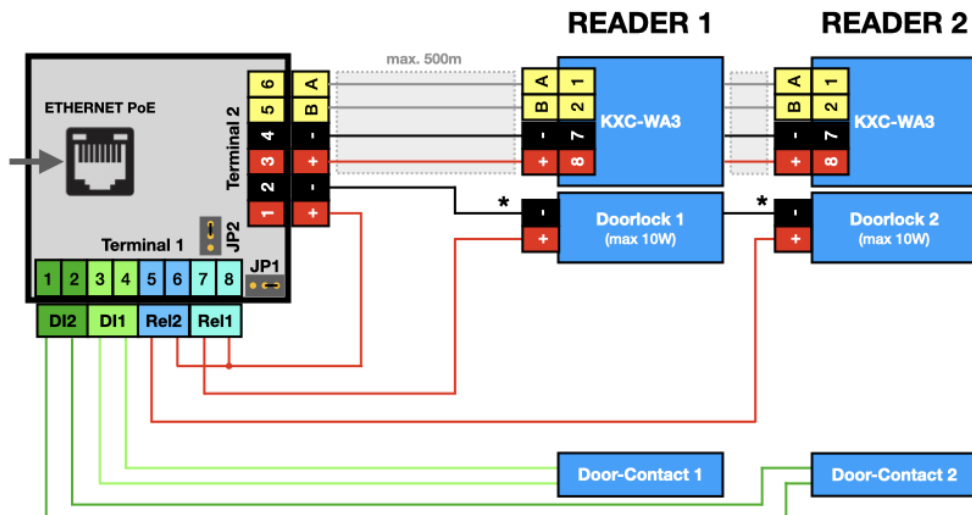 READER 1
READER 2
max. 500m
ETHERNET PoE
Terminal 2
6 A
5 B
4 -
3 +
2 -
1 +
A 1
B 2
- 7
+ 8
KXC-WA3
A 1
B 2
- 7
+ 8
KXC-WA3
* -
+
Doorlock 1
(max 10W)
* -
+
Doorlock 2
(max 10W)
JP2
Terminal 1
JP1
1 2 3 4 5 6 7 8
DI2 DI1 Rel2 Rel1
Door-Contact 1
Door-Contact 2